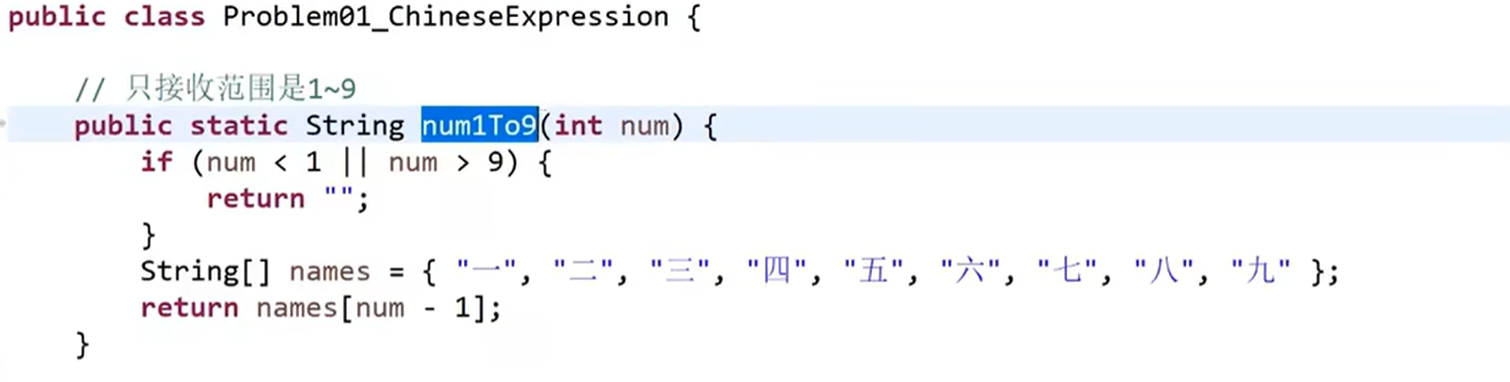 public class Problem01_ChineseExpression {
// 只接收范围是1~9
public static String num1To9(int num) {
if (num < 1 || num > 9) {
return "";
}
String[] names = { "一", "二", "三", "四", "五", "六", "七", "八", "九" };
return names[num - 1];
}